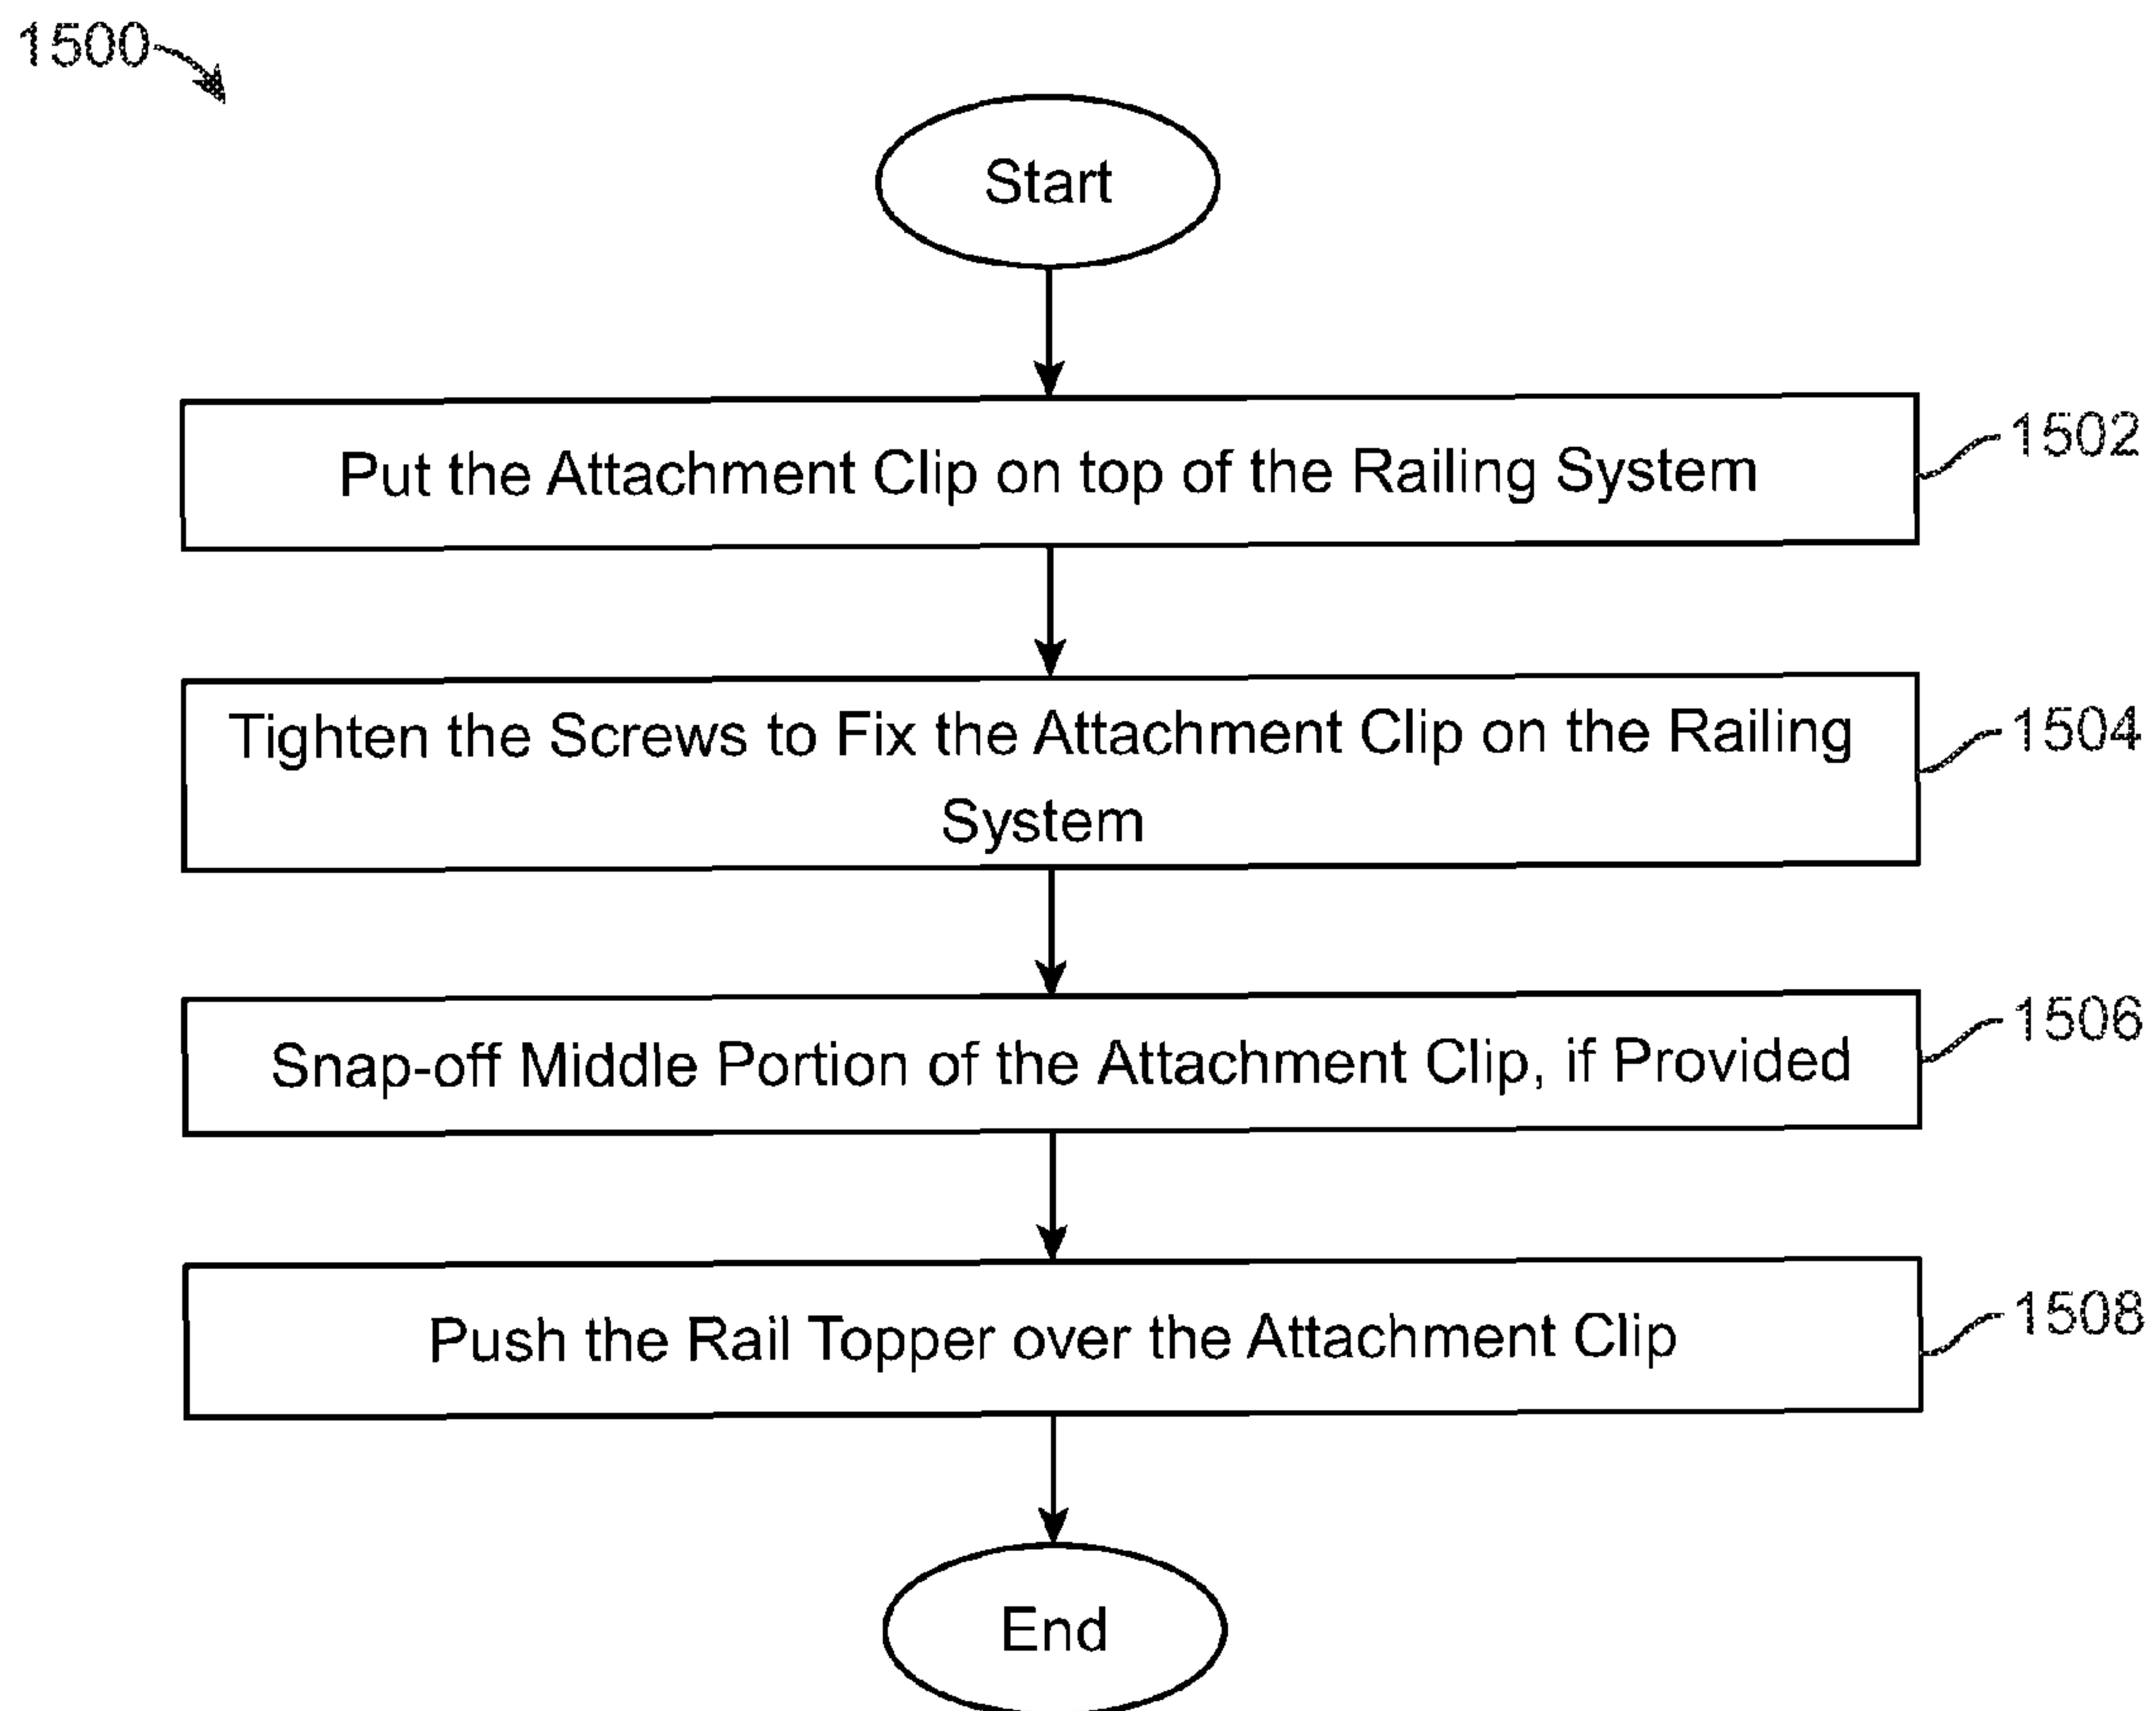 1500
Start
Put the Attachment Clip on top of the Railing System
1502
Tighten the Screws to Fix the Attachment Clip on the Railing
System
1504
Snap-off Middle Portion of the Attachment Clip, if Provided
1506
Push the Rail Topper over the Attachment Clip
1508
End